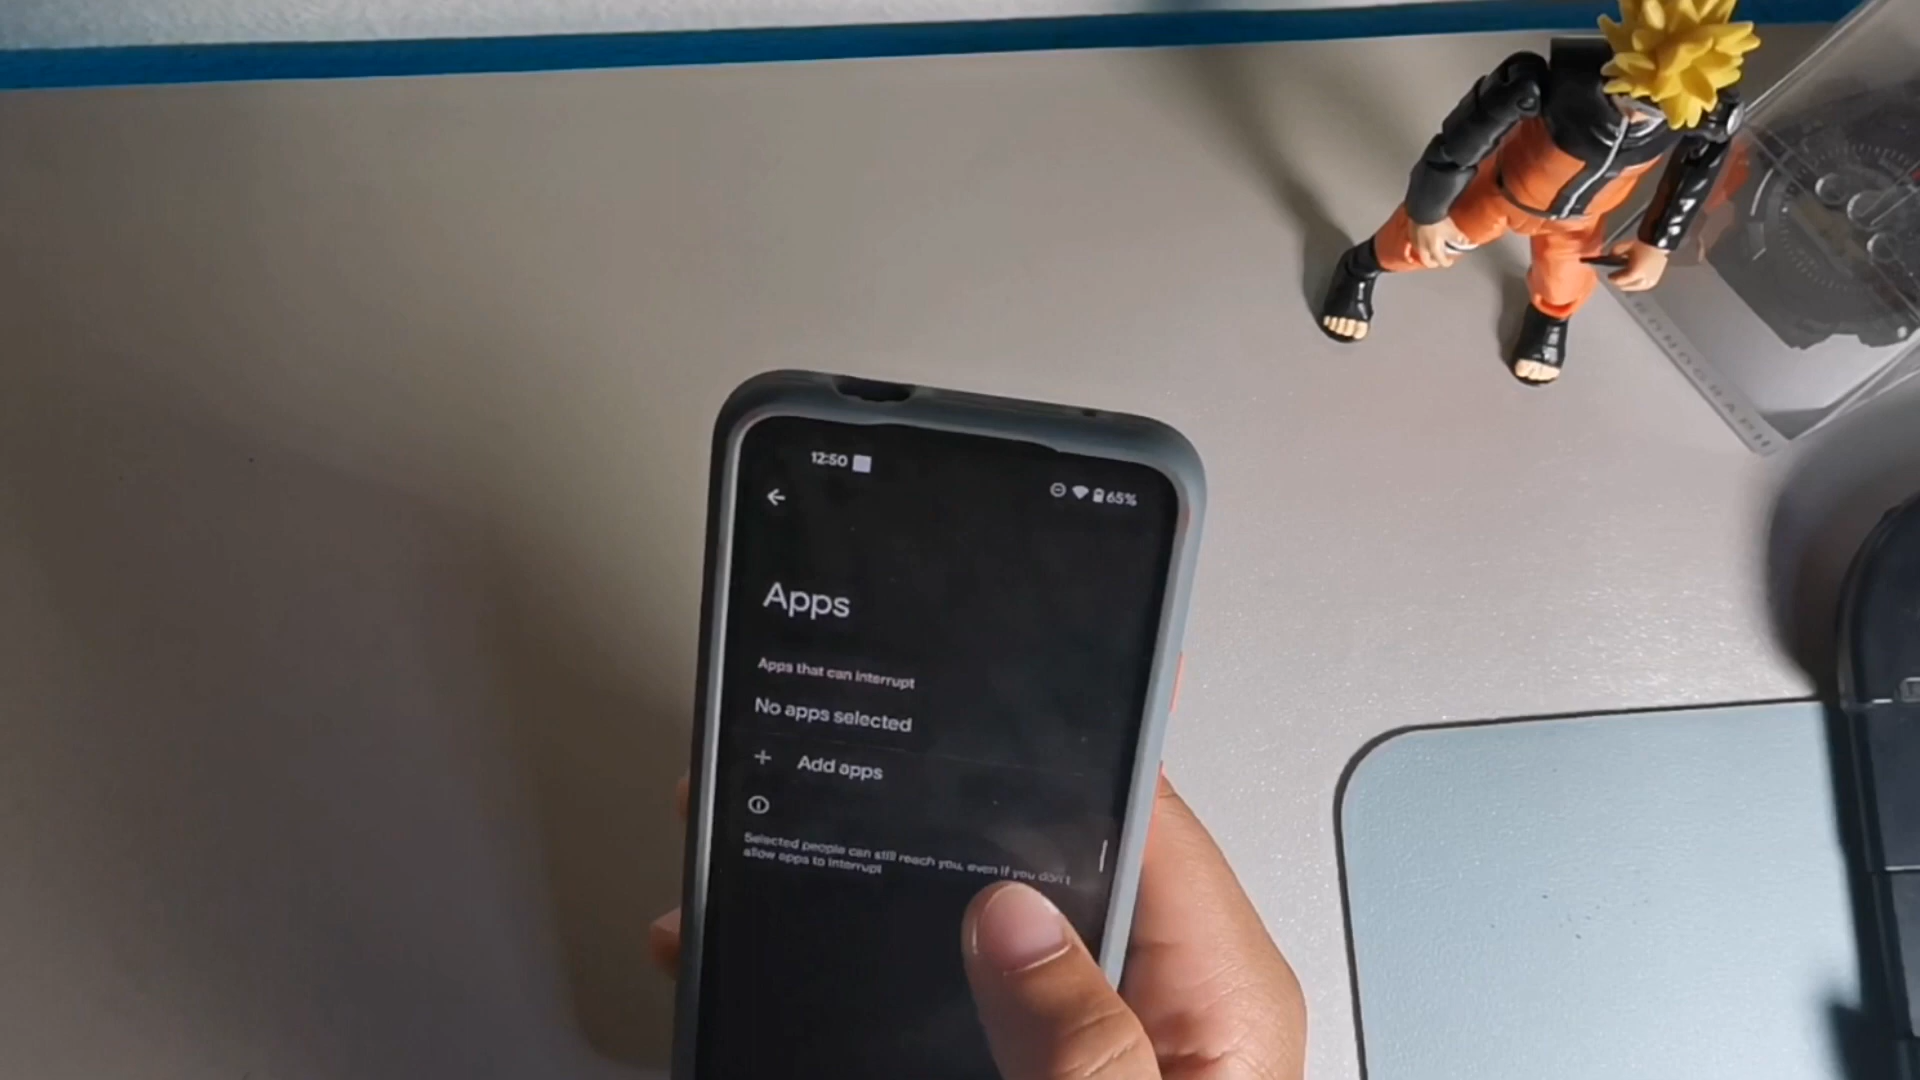 12:50
65%
Apps
Apps that can interrupt
No apps selected
+ Add apps
Selected people can still reach you, even if you don't
allow apps to interrupt